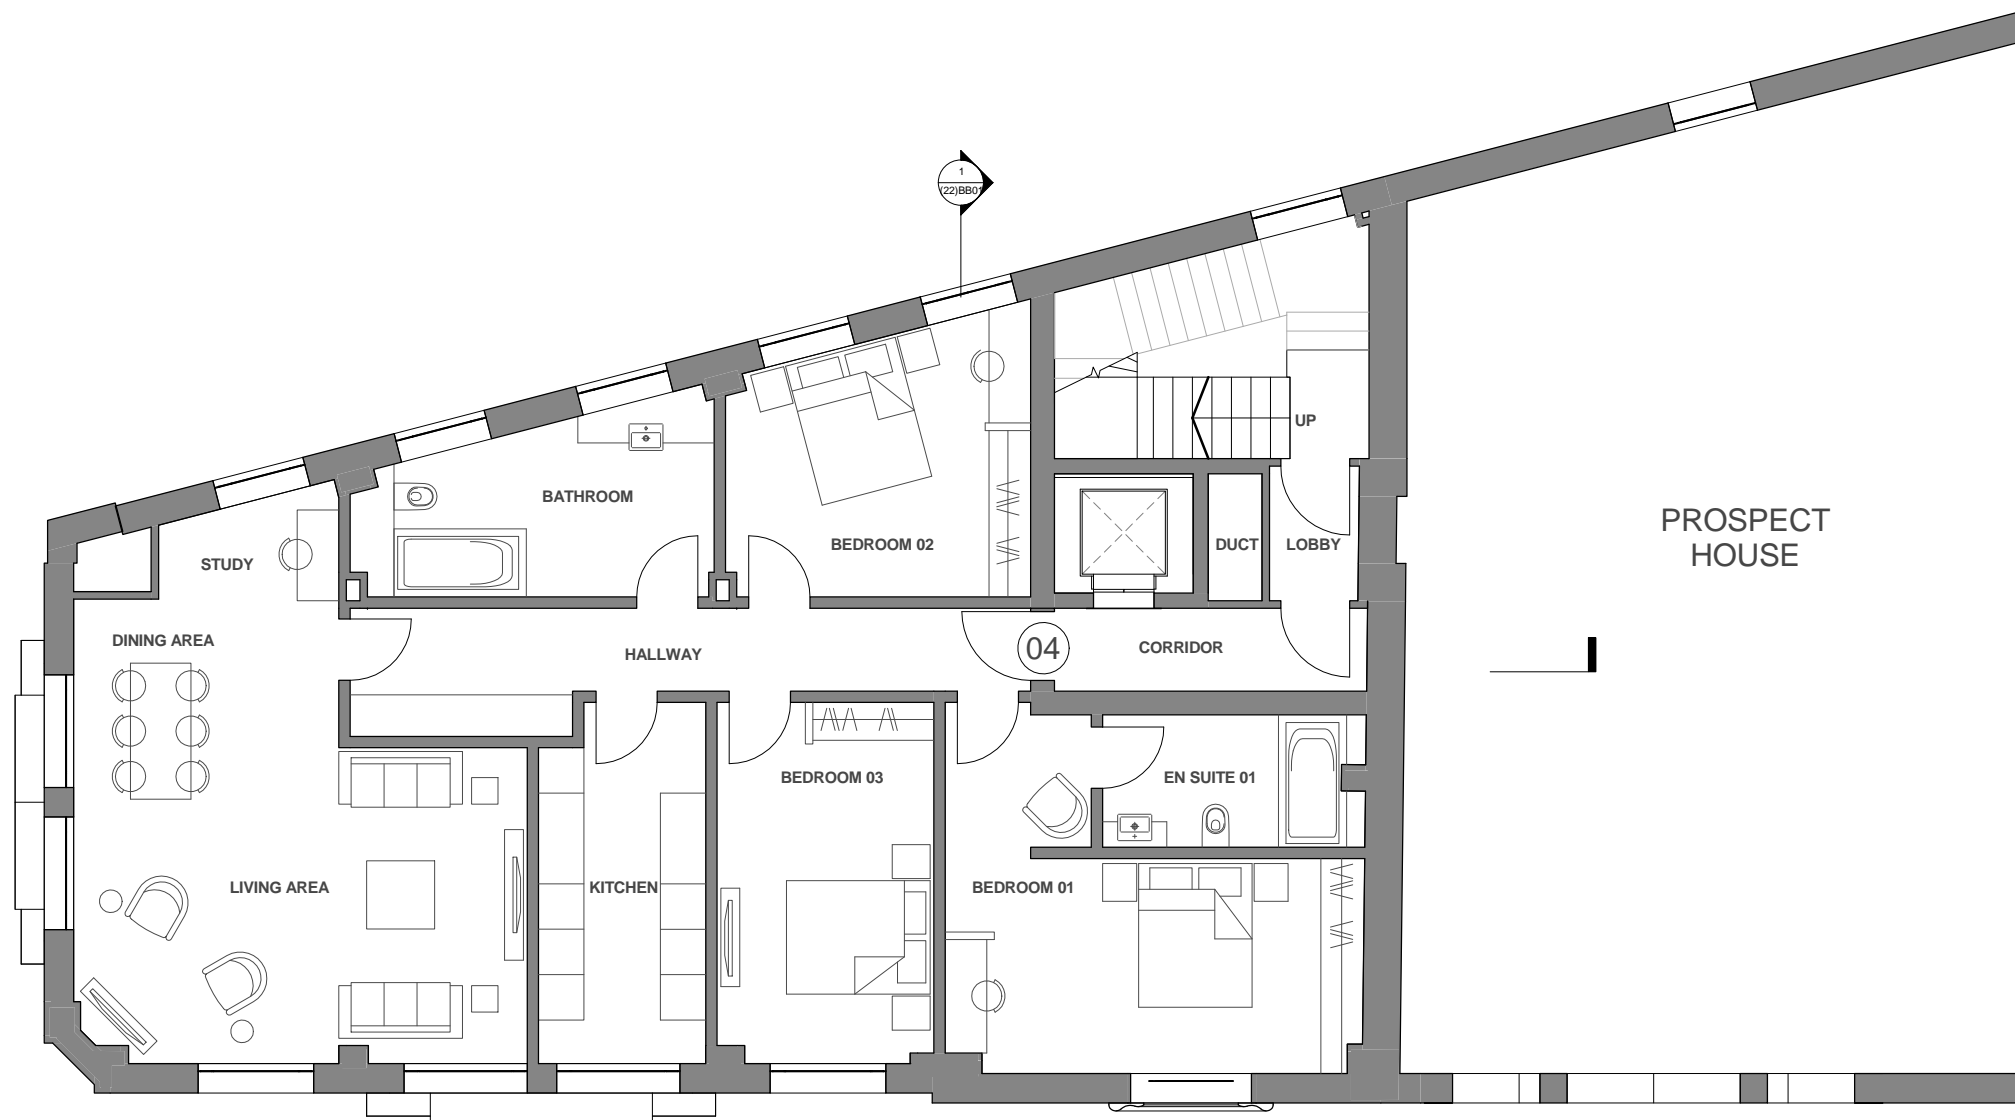 1
(22)BB01
UP
BATHROOM
BEDROOM 02
DUCT
LOBBY
PROSPECT
HOUSE
STUDY
DINING AREA
HALLWAY
04
CORRIDOR
BEDROOM 03
EN SUITE 01
LIVING AREA
KITCHEN
BEDROOM 01